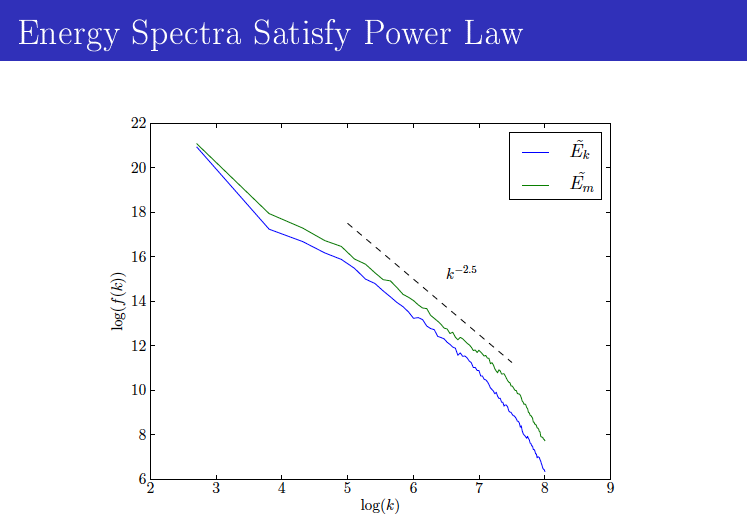 Energy Spectra Satisfy Power Law
22
20
18
16
14
12
10
8
6
log(f(k))
2 3 4 5 6 7 8 9
log(k)
Ẽ_k
Ẽ_m
k^{-2.5}